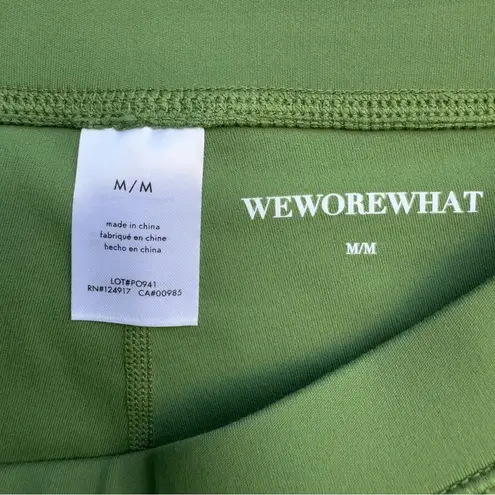 M/M
made in china
fabriqué en chine
hecho en china
LOT#PO941
RN#124917 CA#00985
WEWOREWHAT
M/M